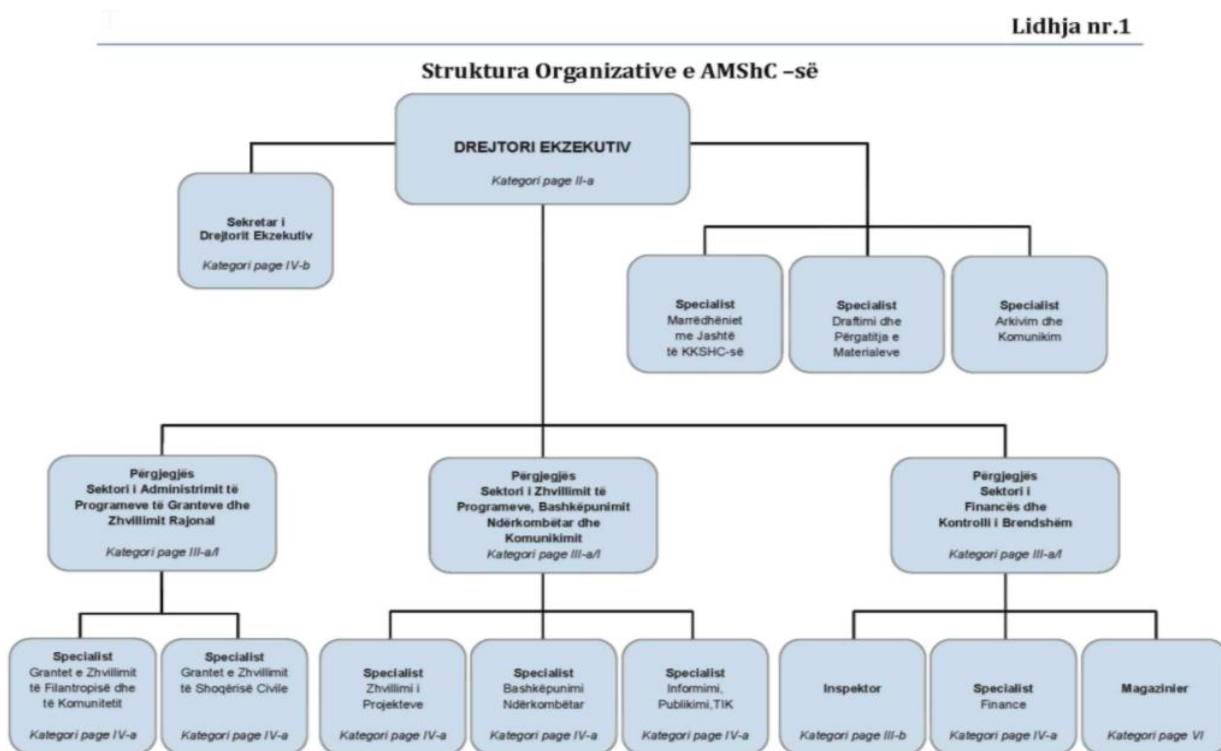 Lidhja nr.1
Struktura Organizative e AMShC –së
DREJTORI EKZEKUTIV
Kategori page II-a
Sekretar i
Drejtorit Ekzekutiv
Kategori page IV-b
Specialist
Marrëdhëniet
me Jashtë
të KKSHC-së
Specialist
Draftimi dhe
Përgatitja e
Materialeve
Specialist
Arkivim dhe
Komunikim
Përgjegjës
Sektori i Administrimit të
Programeve të Granteve dhe
Zhvillimit Rajonal
Kategori page III-a/I
Përgjegjës
Sektori i Zhvillimit të
Programeve, Bashkëpunimit
Ndërkombëtar dhe
Komunikimit
Kategori page III-a/I
Përgjegjës
Sektori i
Financës dhe
Kontrolli i Brendshëm
Kategori page III-a/I
Specialist
Grantet e Zhvillimit
të Filantropisë dhe
të Komunitetit
Kategori page IV-a
Specialist
Grantet e Zhvillimit
të Shoqërisë Civile
Kategori page IV-a
Specialist
Zhvillimi i
Projekteve
Kategori page IV-a
Specialist
Bashkëpunimi
Ndërkombëtar
Kategori page IV-a
Specialist
Informimi,
Publikimi,TIK
Kategori page IV-a
Inspektor
Kategori page III-b
Specialist
Finance
Kategori page IV-a
Magazinier
Kategori page VI